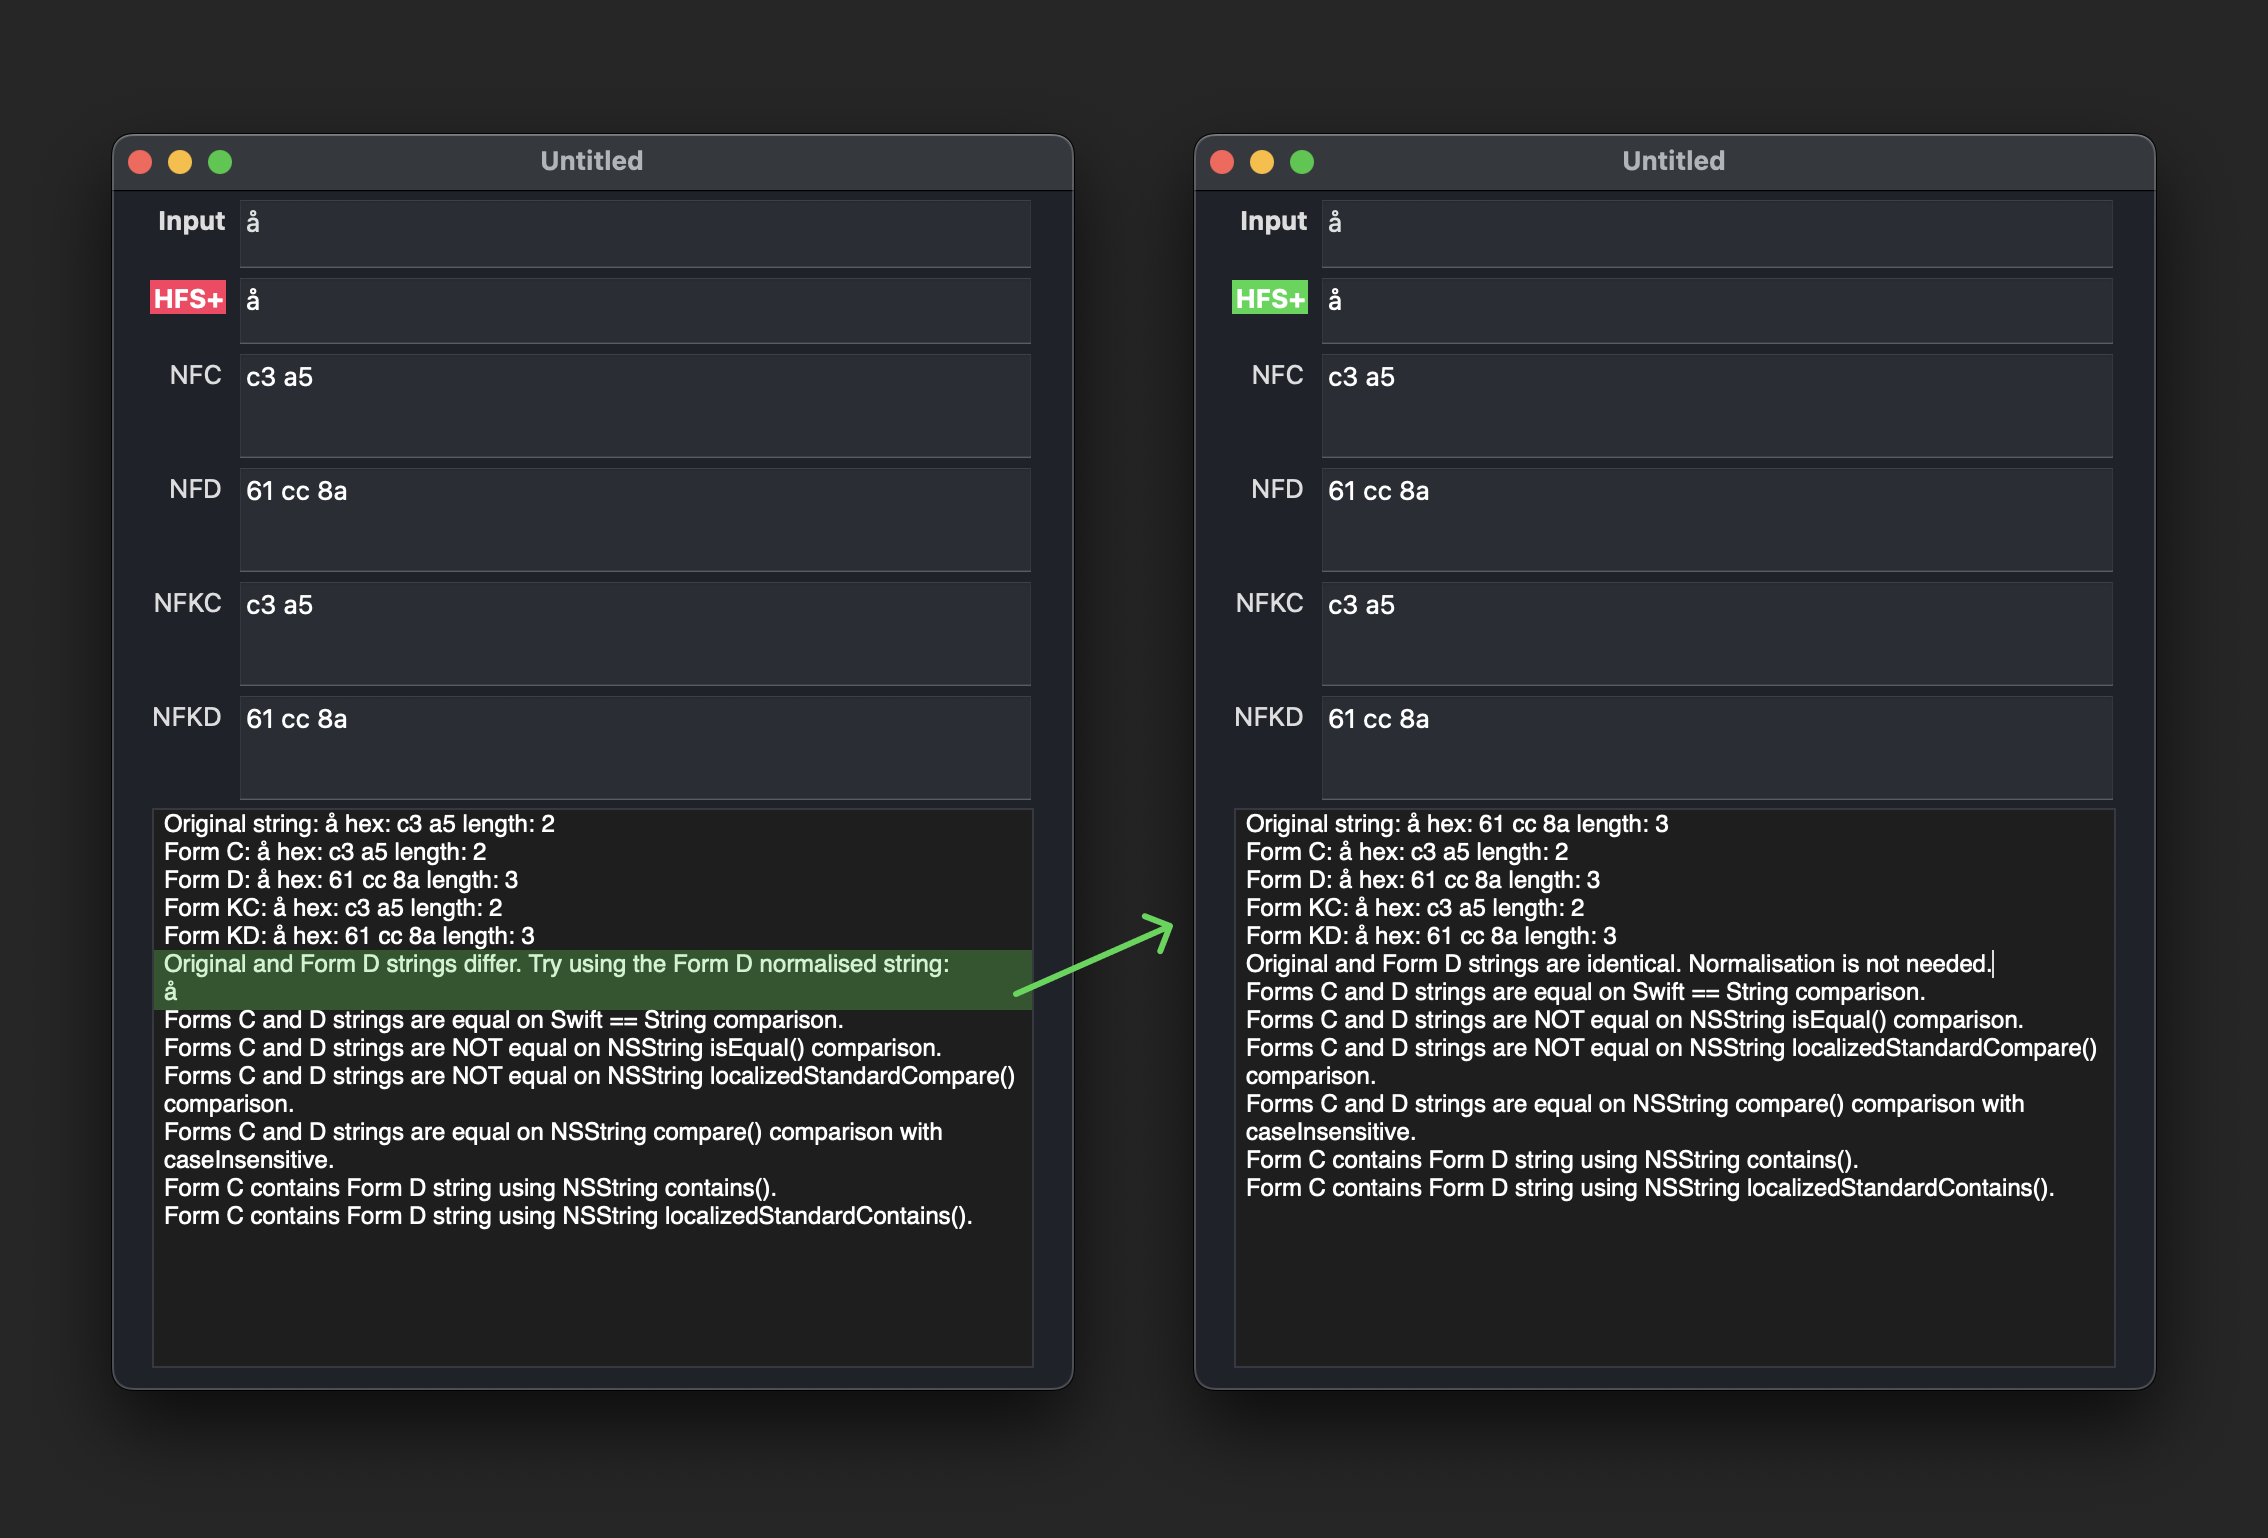 Untitled
Input å
HFS+ å
NFC c3 a5
NFD 61 cc 8a
NFKC c3 a5
NFKD 61 cc 8a
Original string: å hex: c3 a5 length: 2
Form C: å hex: c3 a5 length: 2
Form D: å hex: 61 cc 8a length: 3
Form KC: å hex: c3 a5 length: 2
Form KD: å hex: 61 cc 8a length: 3
Original and Form D strings differ. Try using the Form D normalised string:
å
Forms C and D strings are equal on Swift == String comparison.
Forms C and D strings are NOT equal on NSString isEqual() comparison.
Forms C and D strings are NOT equal on NSString localizedStandardCompare()
comparison.
Forms C and D strings are equal on NSString compare() comparison with
caseInsensitive.
Form C contains Form D string using NSString contains().
Form C contains Form D string using NSString localizedStandardContains().
Untitled
Input å
HFS+ å
NFC c3 a5
NFD 61 cc 8a
NFKC c3 a5
NFKD 61 cc 8a
Original string: å hex: 61 cc 8a length: 3
Form C: å hex: c3 a5 length: 2
Form D: å hex: 61 cc 8a length: 3
Form KC: å hex: c3 a5 length: 2
Form KD: å hex: 61 cc 8a length: 3
Original and Form D strings are identical. Normalisation is not needed.
Forms C and D strings are equal on Swift == String comparison.
Forms C and D strings are NOT equal on NSString isEqual() comparison.
Forms C and D strings are NOT equal on NSString localizedStandardCompare()
comparison.
Forms C and D strings are equal on NSString compare() comparison with
caseInsensitive.
Form C contains Form D string using NSString contains().
Form C contains Form D string using NSString localizedStandardContains().